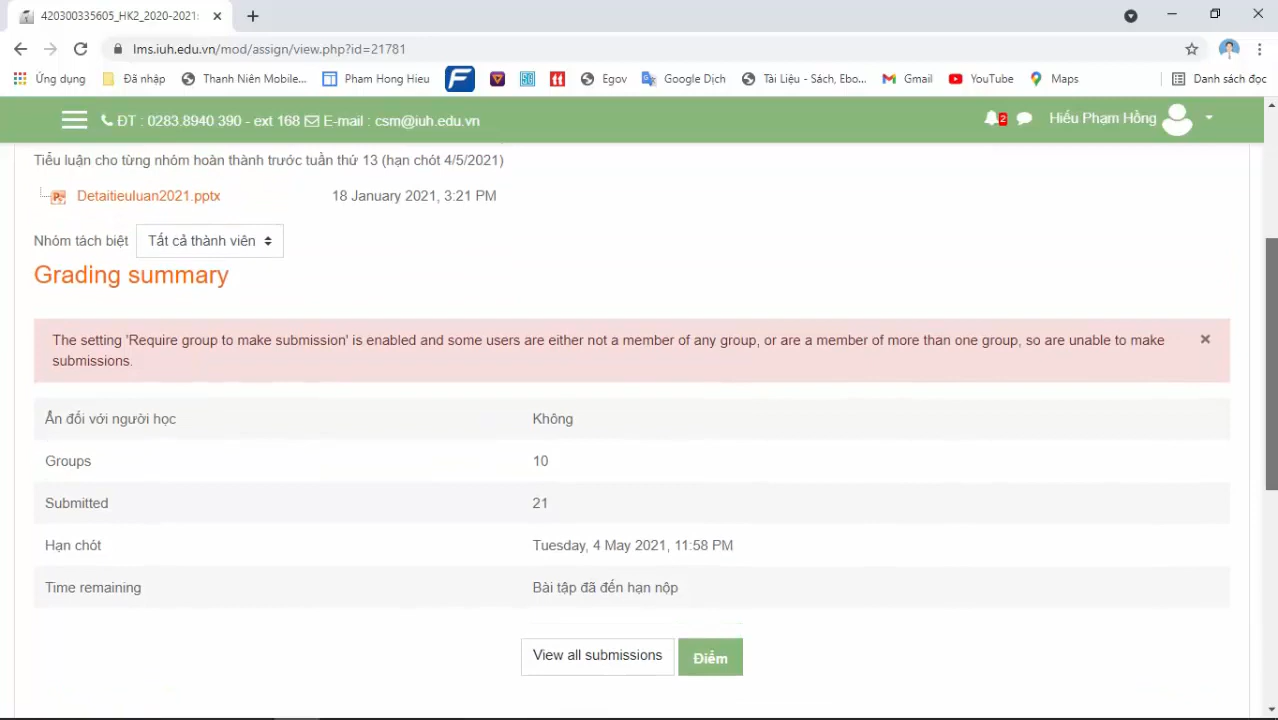 420300335605_HK2_2020-2021:
lms.iuh.edu.vn/mod/assign/view.php?id=21781
Ứng dụng Đã nhập Thanh Niên Mobile... Pham Hong Hieu Egov Google Dịch Tài Liệu - Sách, Ebo... Gmail YouTube Maps Danh sách đọc
ĐT : 0283.8940 390 - ext 168 E-mail : csm@iuh.edu.vn 2 Hiếu Phạm Hồng
Tiểu luận cho từng nhóm hoàn thành trước tuần thứ 13 (hạn chót 4/5/2021)
Detaitieuluan2021.pptx 18 January 2021, 3:21 PM
Nhóm tách biệt Tất cả thành viên
Grading summary
The setting 'Require group to make submission' is enabled and some users are either not a member of any group, or are a member of more than one group, so are unable to make
submissions.
Ẩn đối với người học Không
Groups 10
Submitted 21
Hạn chót Tuesday, 4 May 2021, 11:58 PM
Time remaining Bài tập đã đến hạn nộp
View all submissions Điểm